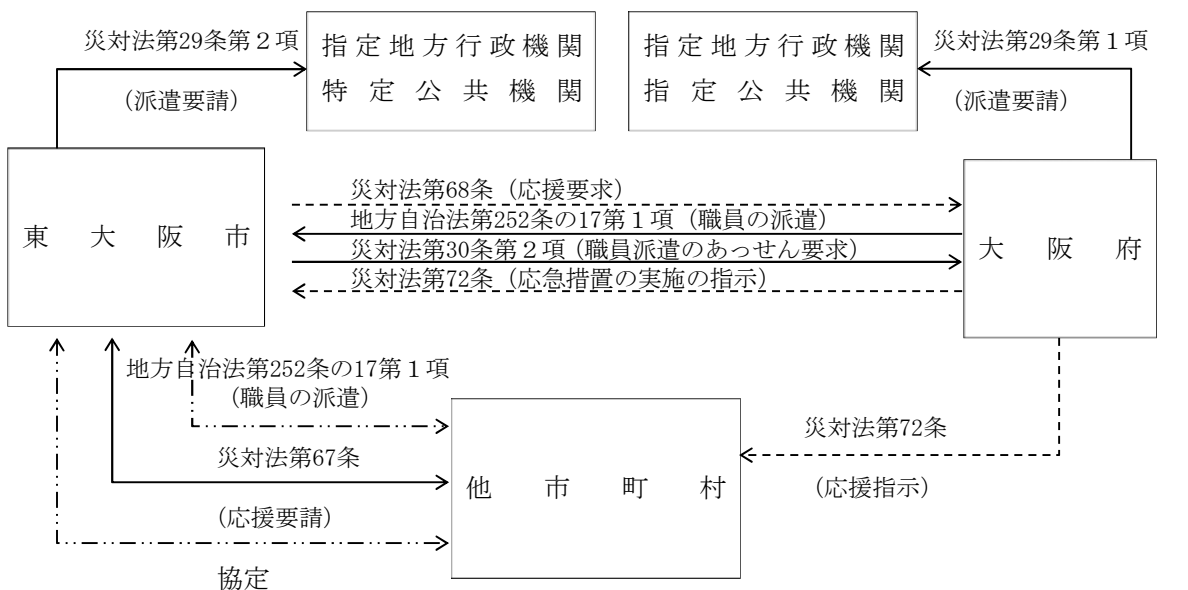 災対法第29条第２項
(派遣要請)
指定地方行政機関
特定公共機関
指定地方行政機関
指定公共機関
災対法第29条第１項
(派遣要請)
東大阪市
災対法第68条（応援要求）
地方自治法第252条の17第１項（職員の派遣）
災対法第30条第２項（職員派遣のあっせん要求）
災対法第72条（応急措置の実施の指示）
大阪府
地方自治法第252条の17第１項
（職員の派遣）
災対法第67条
（応援要請）
協定
他市町村
災対法第72条
（応援指示）